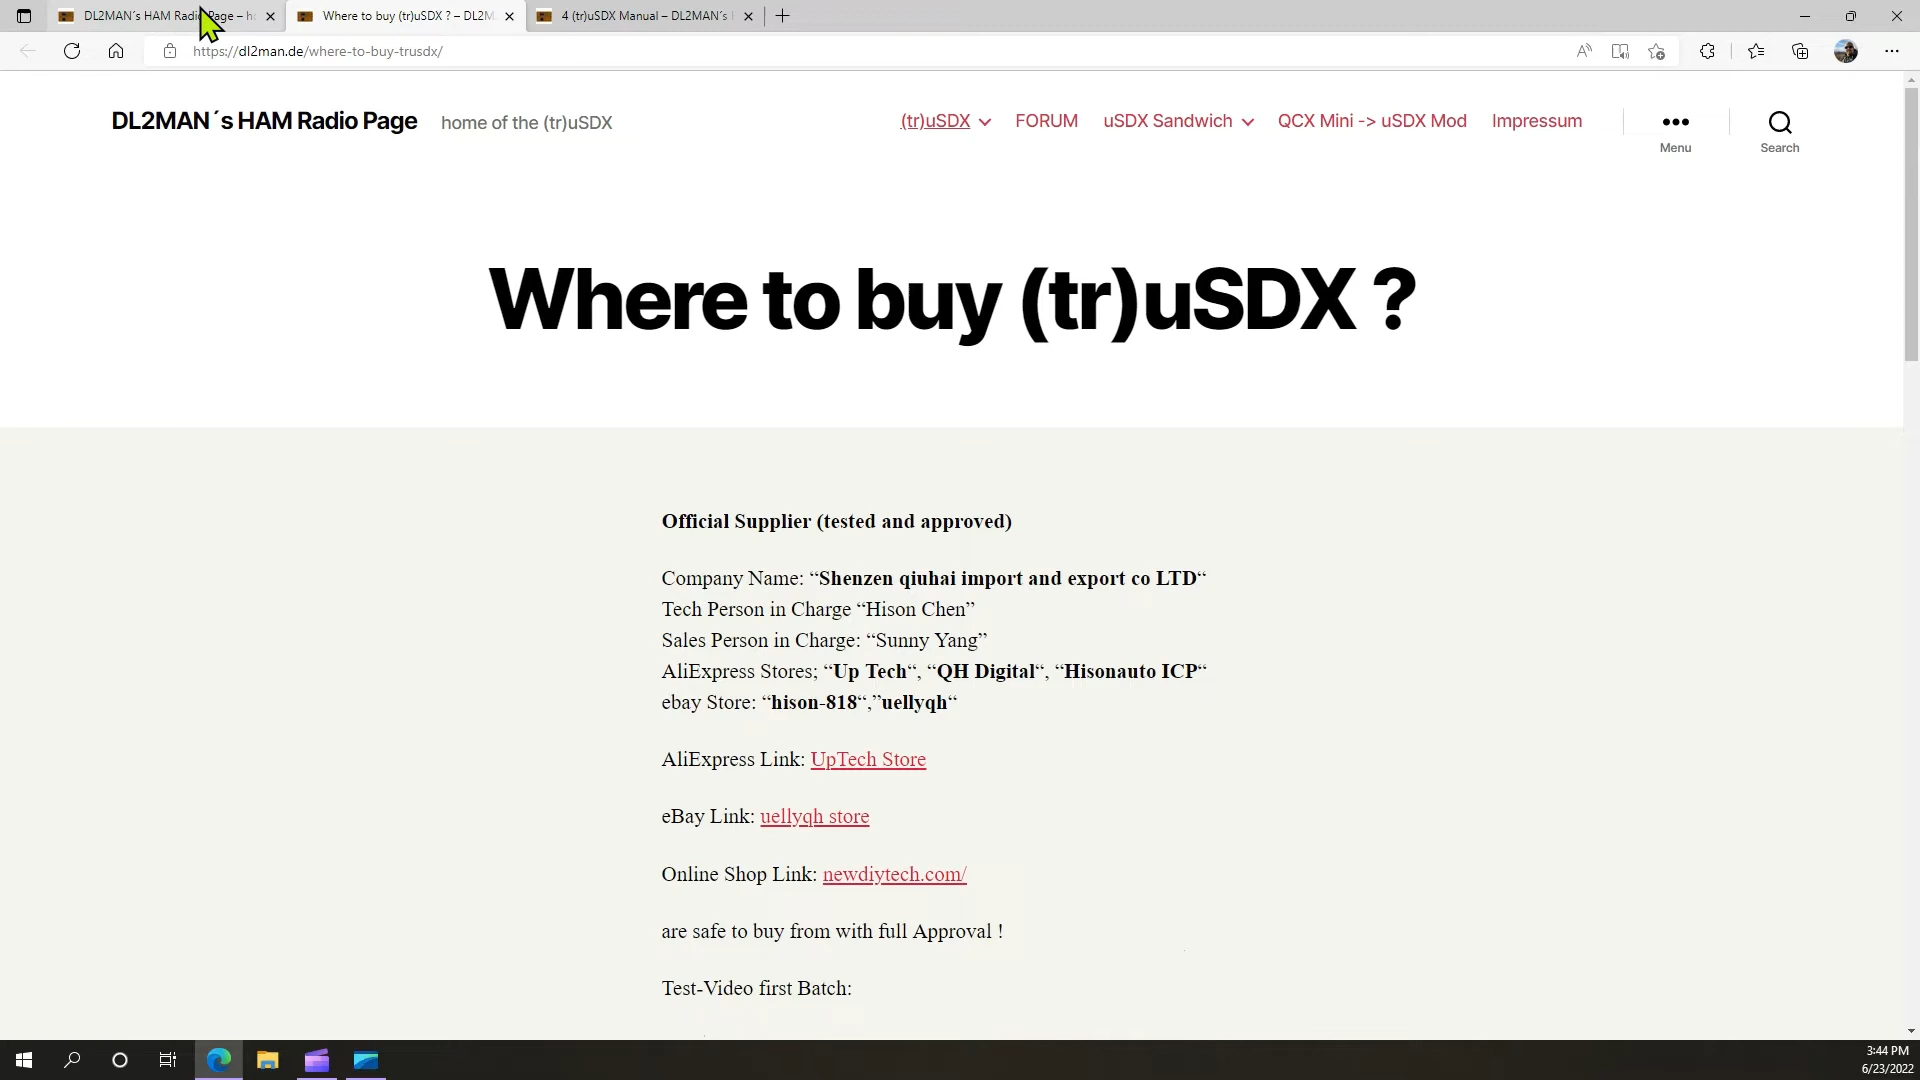 DL2MAN´s HAM Radio Page – h
Where to buy (tr)uSDX ? – DL2M
4 (tr)uSDX Manual – DL2MAN´s
https://dl2man.de/where-to-buy-trusdx/
DL2MAN´s HAM Radio Page
home of the (tr)uSDX
(tr)uSDX
FORUM
uSDX Sandwich
QCX Mini -> uSDX Mod
Impressum
Menu
Search
Where to buy (tr)uSDX ?
Official Supplier (tested and approved)
Company Name: “Shenzen qiuhai import and export co LTD“
Tech Person in Charge “Hison Chen”
Sales Person in Charge: “Sunny Yang”
AliExpress Stores; “Up Tech“, “QH Digital“, “Hisonauto ICP“
ebay Store: “hison-818“,”uellyqh“
AliExpress Link: UpTech Store
eBay Link: uellyqh store
Online Shop Link: newdiytech.com/
are safe to buy from with full Approval !
Test-Video first Batch:
3:44 PM
6/23/2022